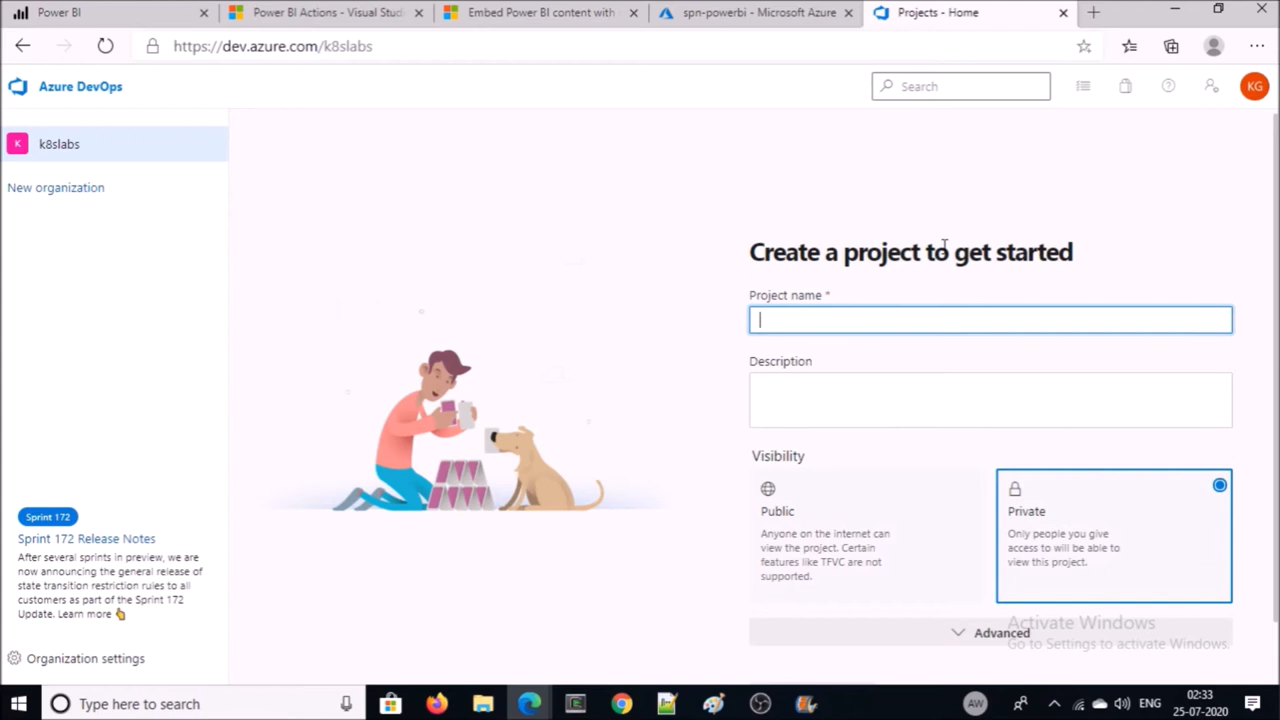 Power BI
Power BI Actions - Visual Studi
Embed Power BI content with
spn-powerbi - Microsoft Azure
Projects - Home
https://dev.azure.com/k8slabs
Azure DevOps
Search
KG
K
k8slabs
New organization
Create a project to get started
Project name *
Description
Visibility
Public
Anyone on the internet can
view the project. Certain
features like TFVC are not
supported.
Private
Only people you give
access to will be able to
view this project.
Advanced
Activate Windows
Go to Settings to activate Windows.
Sprint 172
Sprint 172 Release Notes
After several sprints in preview, we are
now announcing the general release of
state transition restriction rules to all
customers as part of the Sprint 172
Update. Learn more 👆
Organization settings
Type here to search
AW
ENG
02:33
25-07-2020